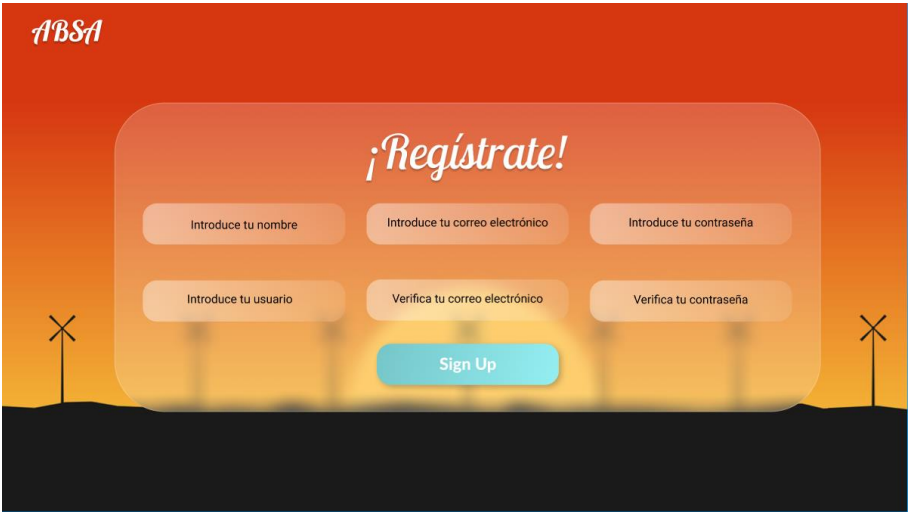 ABSA
¡Regístrate!
Introduce tu nombre
Introduce tu correo electrónico
Introduce tu contraseña
Introduce tu usuario
Verifica tu correo electrónico
Verifica tu contraseña
Sign Up